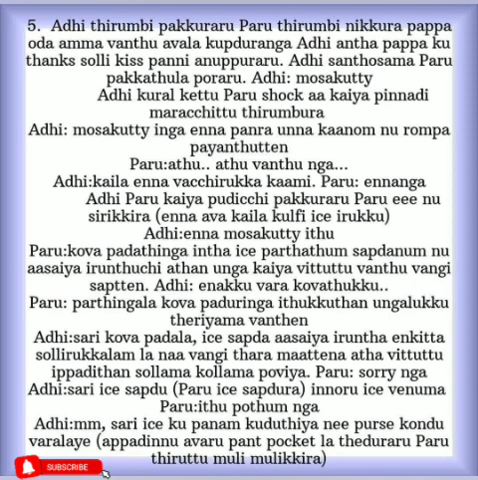 5. Adhi thirumbi pakkuraru Paru thirumbi nikkura pappa
oda amma vanthu avala kupduranga Adhi antha pappa ku
thanks solli kiss panni anuppuraru. Adhi santhosama Paru
pakkathula poraru. Adhi: mosakutty
Adhi kural kettu Paru shock aa kaiya pinnadi
maracchittu thirumbura
Adhi: mosakutty inga enna panra unna kaanom nu rompa
payanthutten
Paru:athu.. athu vanthu nga...
Adhi:kaila enna vacchirukka kaami. Paru: ennanga
Adhi Paru kaiya pudicchi pakkuraru Paru eee nu
sirikkira (enna ava kaila kulfi ice irukku)
Adhi:enna mosakutty ithu
Paru:kova padathinga intha ice parthathum sapdanum nu
aasaiya irunthuchi athan unga kaiya vittuttu vanthu vangi
saptten. Adhi: enakku vara kovathukku..
Paru: parthingala kova paduringa ithukkuthan ungalukku
theriyama vanthen
Adhi:sari kova padala, ice sapda aasaiya iruntha enkitta
sollirukkalam la naa vangi thara maattena atha vittuttu
ippadithan sollama kollama poviya. Paru: sorry nga
Adhi:sari ice sapdu (Paru ice sapdura) innoru ice venuma
Paru:ithu pothum nga
Adhi:mm, sari ice ku panam kuduthiya nee purse kondu
varalaye (appadinnu avaru pant pocket la theduraru Paru
thiruttu muli mulikkira)
SUBSCRIBE